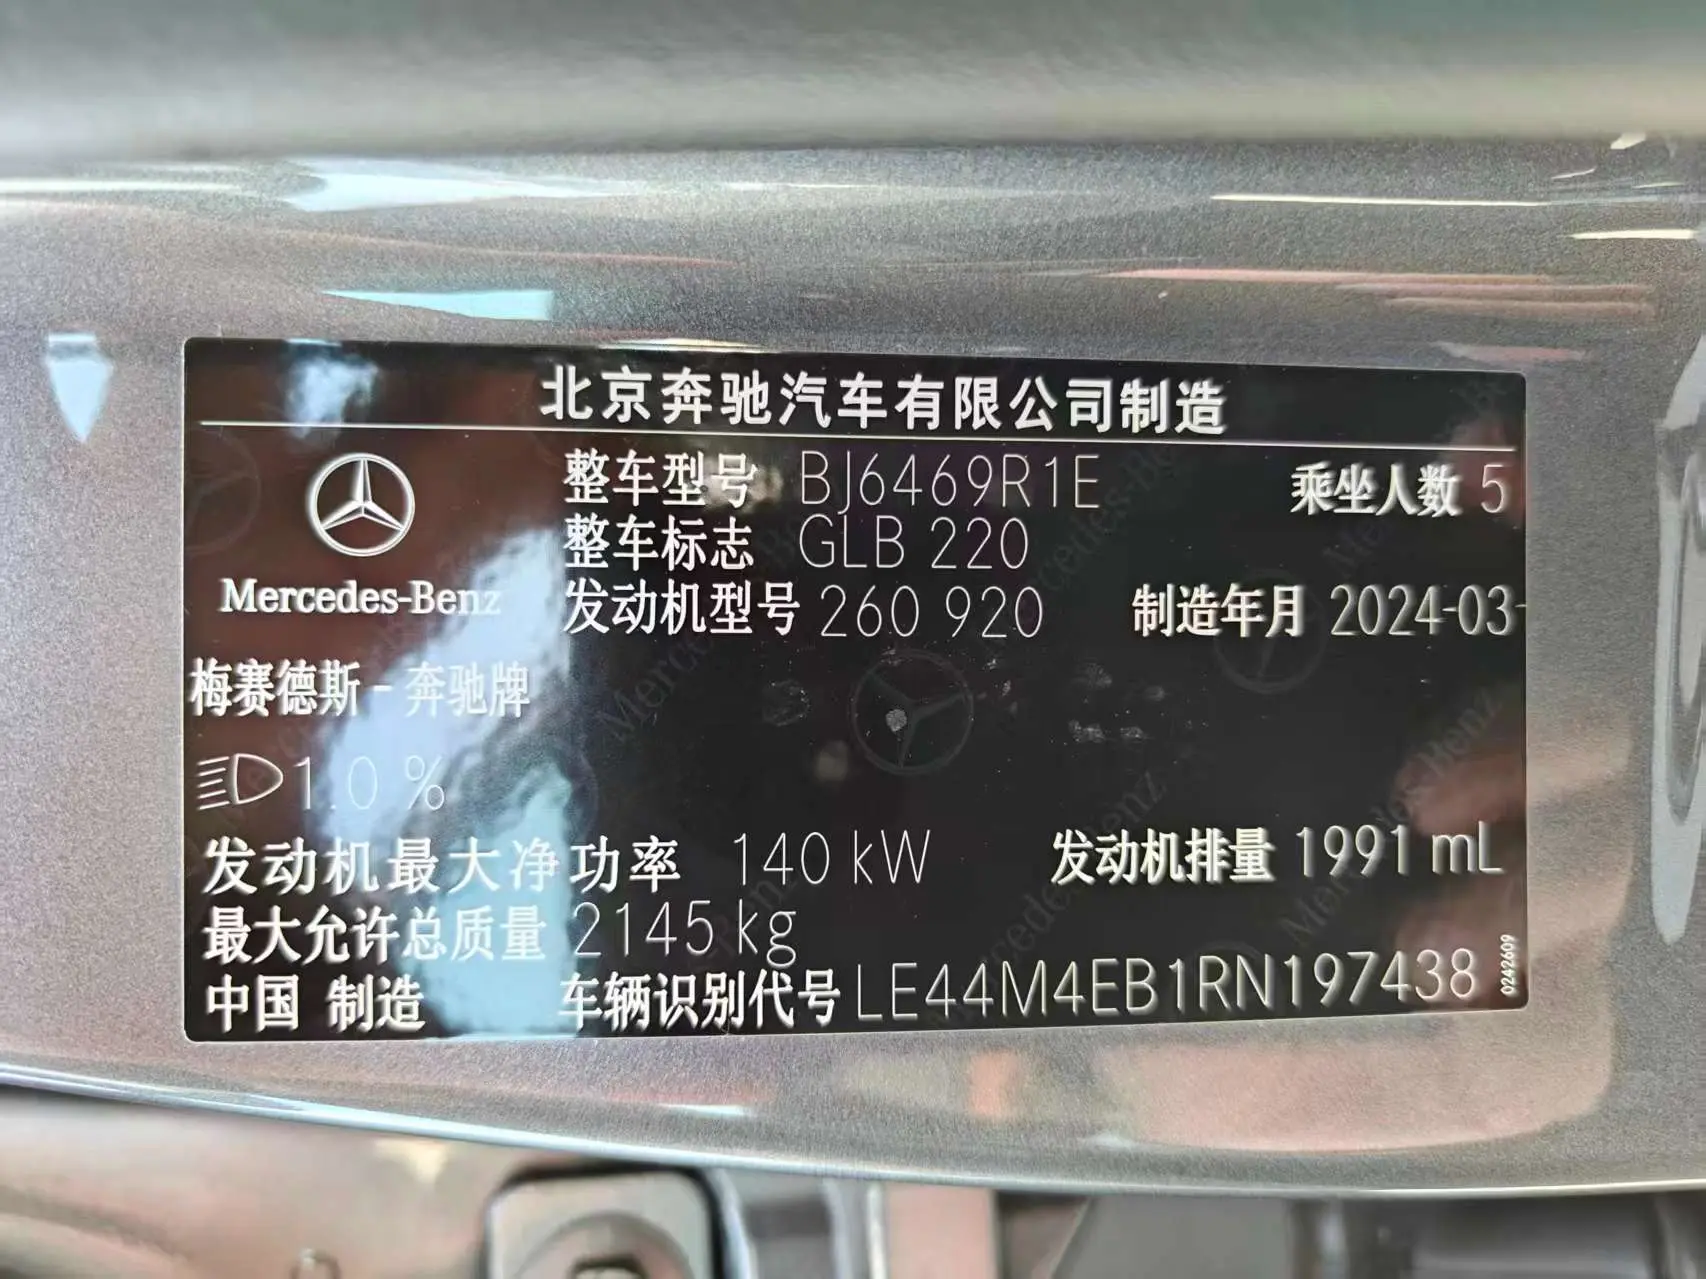 北京奔驰汽车有限公司制造
整车型号 BJ6469R1E 乘坐人数 5
整车标志 GLB 220
Mercedes-Benz
发动机型号 260 920 制造年月 2024-03-
梅赛德斯-奔驰牌
1.0 %
发动机最大净功率 140 kW 发动机排量 1991 mL
最大允许总质量 2145 kg
中国 制造 车辆识别代号 LE44M4EB1RN197438
0242609